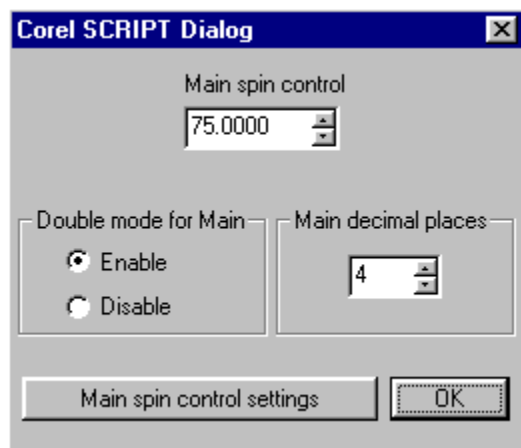 Corel SCRIPT Dialog
Main spin control
75.0000
Double mode for Main
Main decimal places
Enable
4
Disable
Main spin control settings
OK